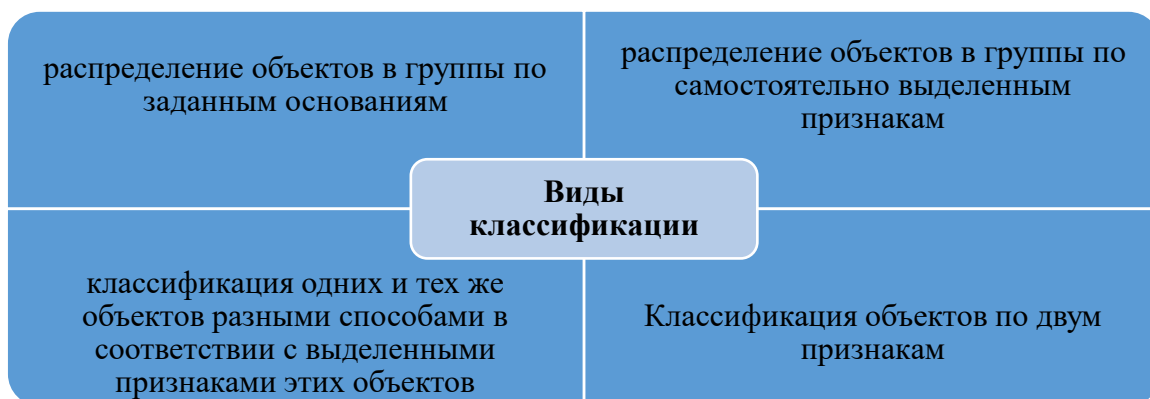 распределение объектов в группы по
заданным основаниям
распределение объектов в группы по
самостоятельно выделенным
признакам
Виды
классификации
классификация одних и тех же
объектов разными способами в
соответствии с выделенными
признаками этих объектов
Классификация объектов по двум
признакам